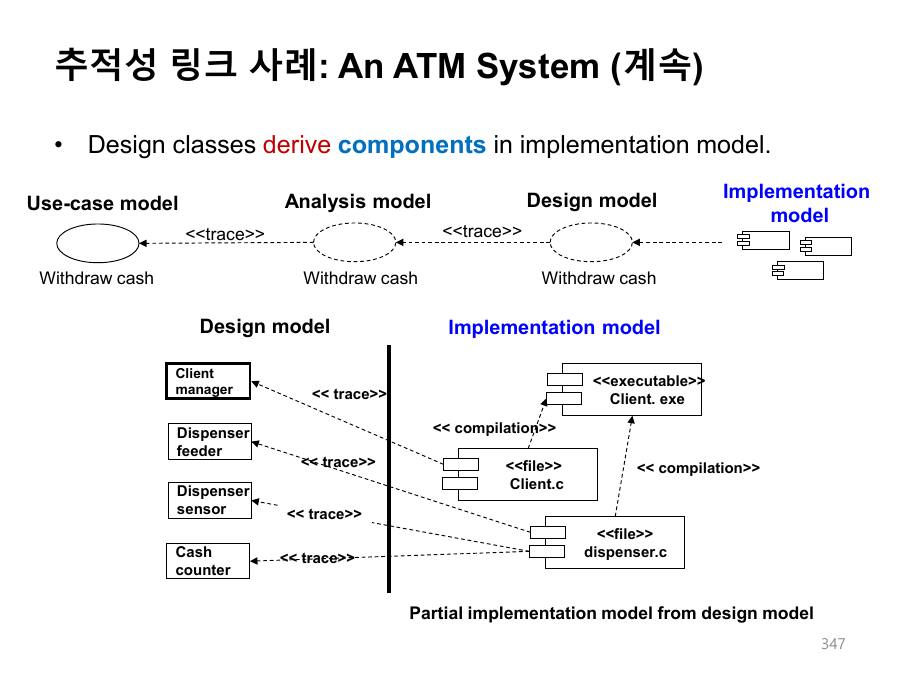 추적성 링크 사례: An ATM System (계속)
• Design classes derive components in implementation model.
Use-case model
Analysis model
Design model
Implementation
model
<<trace>>
<<trace>>
Withdraw cash
Withdraw cash
Withdraw cash
Design model
Implementation model
Client
manager
<< trace>>
<<executable>>
Client. exe
Dispenser
feeder
<< compilation>>
<< trace>>
<<file>>
Client.c
<< compilation>>
Dispenser
sensor
<< trace>>
<<file>>
dispenser.c
Cash
counter
<< trace>>
Partial implementation model from design model
347